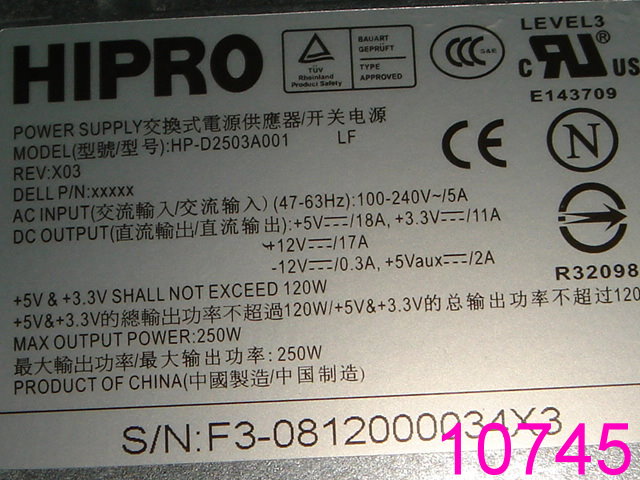 HIPRO
TÜV
Rheinland
Product Safety
BAUART
GEPRÜFT
TYPE
APPROVED
CCC
S&E
LEVEL3
c RU US
®
E143709
POWER SUPPLY交換式電源供應器/开关电源
MODEL(型號/型号):HP-D2503A001 LF
REV:X03
DELL P/N:xxxxx
CE
N
AC INPUT(交流輸入/交流输入) (47-63Hz):100-240V~/5A
DC OUTPUT(直流輸出/直流输出):+5V⎓/18A, +3.3V⎓/11A
+12V⎓/17A
-12V⎓/0.3A, +5Vaux⎓/2A
R32098
+5V & +3.3V SHALL NOT EXCEED 120W
+5V&+3.3V的總輸出功率不超過120W/+5V&+3.3V的总输出功率不超过120
MAX OUTPUT POWER:250W
最大輸出功率/最大输出功率: 250W
PRODUCT OF CHINA(中國製造/中国制造)
S/N:F3-0812000034X3
10745